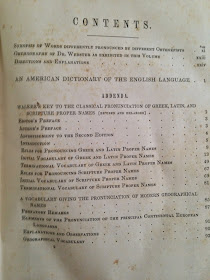 CONTENTS.
Synopsis of Words differently pronounced by different Orthoepists
Orthography of Dr. Webster as exhibited in this Volume
Directions and Explanations
AN AMERICAN DICTIONARY OF THE ENGLISH LANGUAGE
ADDENDA.
WALKER'S KEY TO THE CLASSICAL PRONUNCIATION OF GREEK, LATIN, AND
SCRIPTURE PROPER NAMES
Editor's Preface
Author's Preface
Advertisement to the Second Edition
Introduction
Rules for Pronouncing Greek and Latin Proper Names
Initial Vocabulary of Greek and Latin Proper Names
Terminational Vocabulary of Greek and Latin Proper Names
Rules for Pronouncing Scripture Proper Names
Initial Vocabulary of Scripture Proper Names
Terminational Vocabulary of Scripture Proper Names
A VOCABULARY GIVING THE PRONUNCIATION OF MODERN GEOGRAPHICAL
NAMES
Prefatory Remarks
Elements of the Pronunciation of the Principal Continental European
Languages
Explanations and Observations
Geographical Vocabulary